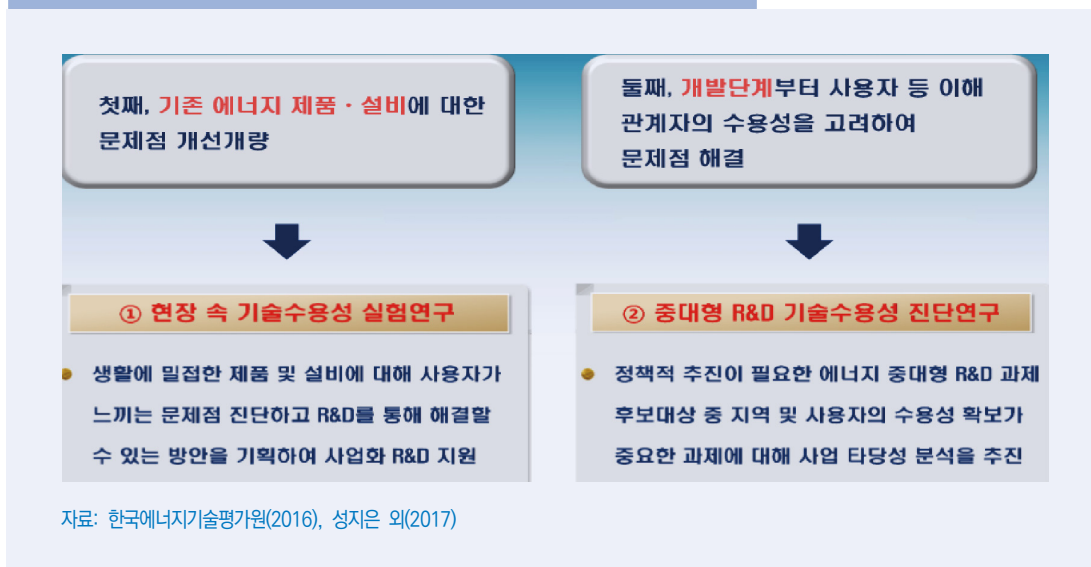 첫째, 기존 에너지 제품·설비에 대한
문제점 개선개량
둘째, 개발단계부터 사용자 등 이해
관계자의 수용성을 고려하여
문제점 해결
① 현장 속 기술수용성 실험연구
생활에 밀접한 제품 및 설비에 대해 사용자가
느끼는 문제점 진단하고 R&D를 통해 해결할
수 있는 방안을 기획하여 사업화 R&D 지원
② 중대형 R&D 기술수용성 진단연구
정책적 추진이 필요한 에너지 중대형 R&D 과제
후보대상 중 지역 및 사용자의 수용성 확보가
중요한 과제에 대해 사업 타당성 분석을 추진
자료: 한국에너지기술평가원(2016), 성지은 외(2017)